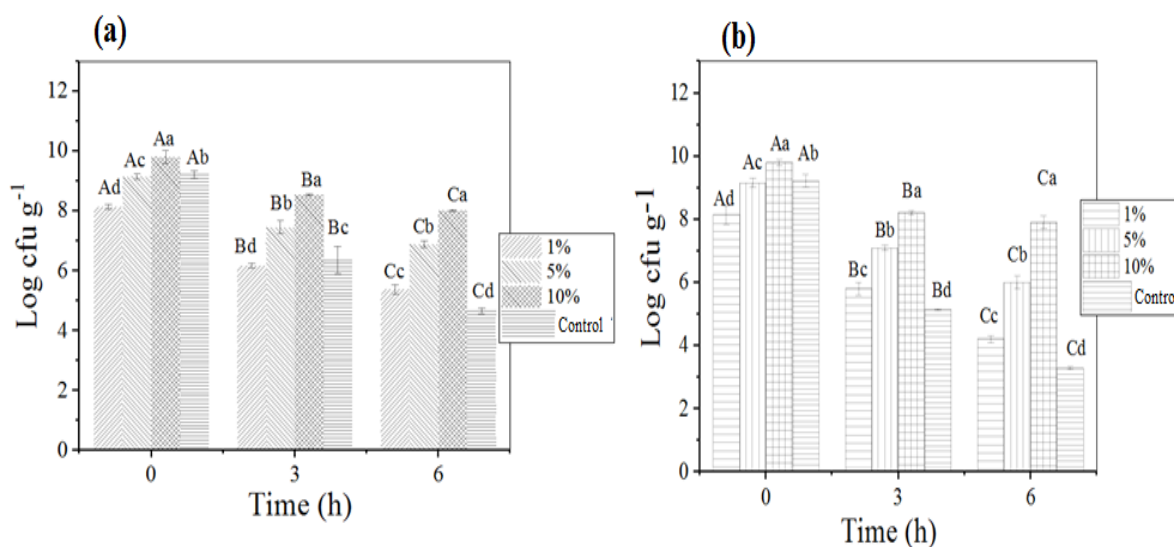 (a)
12
10
8
6
4
2
0
Log cfu g-1
Ad
Ac
Aa
Ab
Bd
Bb
Ba
Bc
Cc
Cb
Ca
Cd
1%
5%
10%
Control
0
3
6
Time (h)
(b)
12
10
8
6
4
2
0
Log cfu g-1
Ad
Ac
Aa
Ab
Bc
Bb
Ba
Bd
Cc
Cb
Ca
Cd
1%
5%
10%
Control
0
3
6
Time (h)